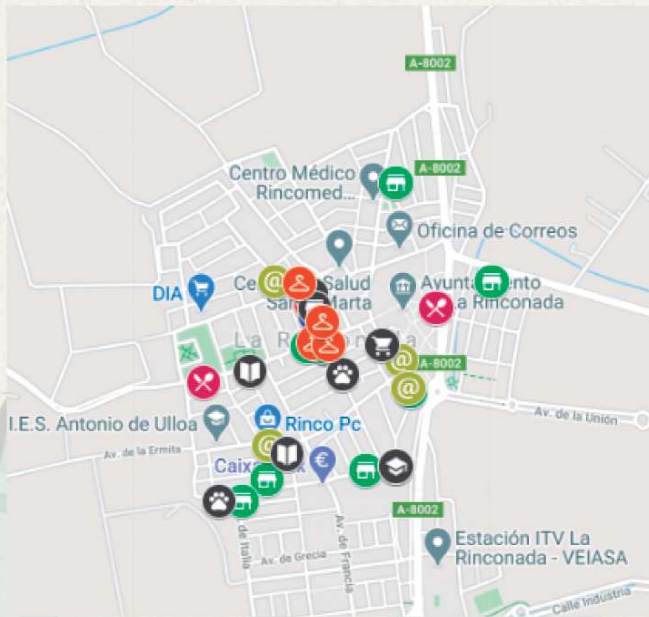 A-8002
Centro Médico
Rincomed...
A-8002
Oficina de Correos
DIA
Salud
Ayuntamiento
La Rinconada
A-8002
I.E.S. Antonio de Ulloa
Rinco Pc
Av. de la Unión
Av. de la Ermita
€
A-8002
Estación ITV La
Rinconada - VEIASA
de Italia
Av. de Grecia
Av. de Francia
Calle Industria
@
@
@
@